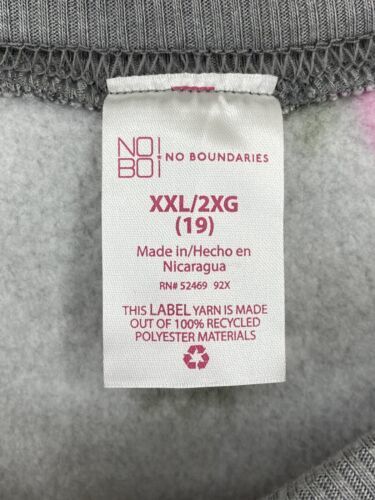 NO!
BOi
NO BOUNDARIES
XXL/2XG
(19)
Made in/Hecho en
Nicaragua
RN# 52469 92X
THIS LABEL YARN IS MADE
OUT OF 100% RECYCLED
POLYESTER MATERIALS